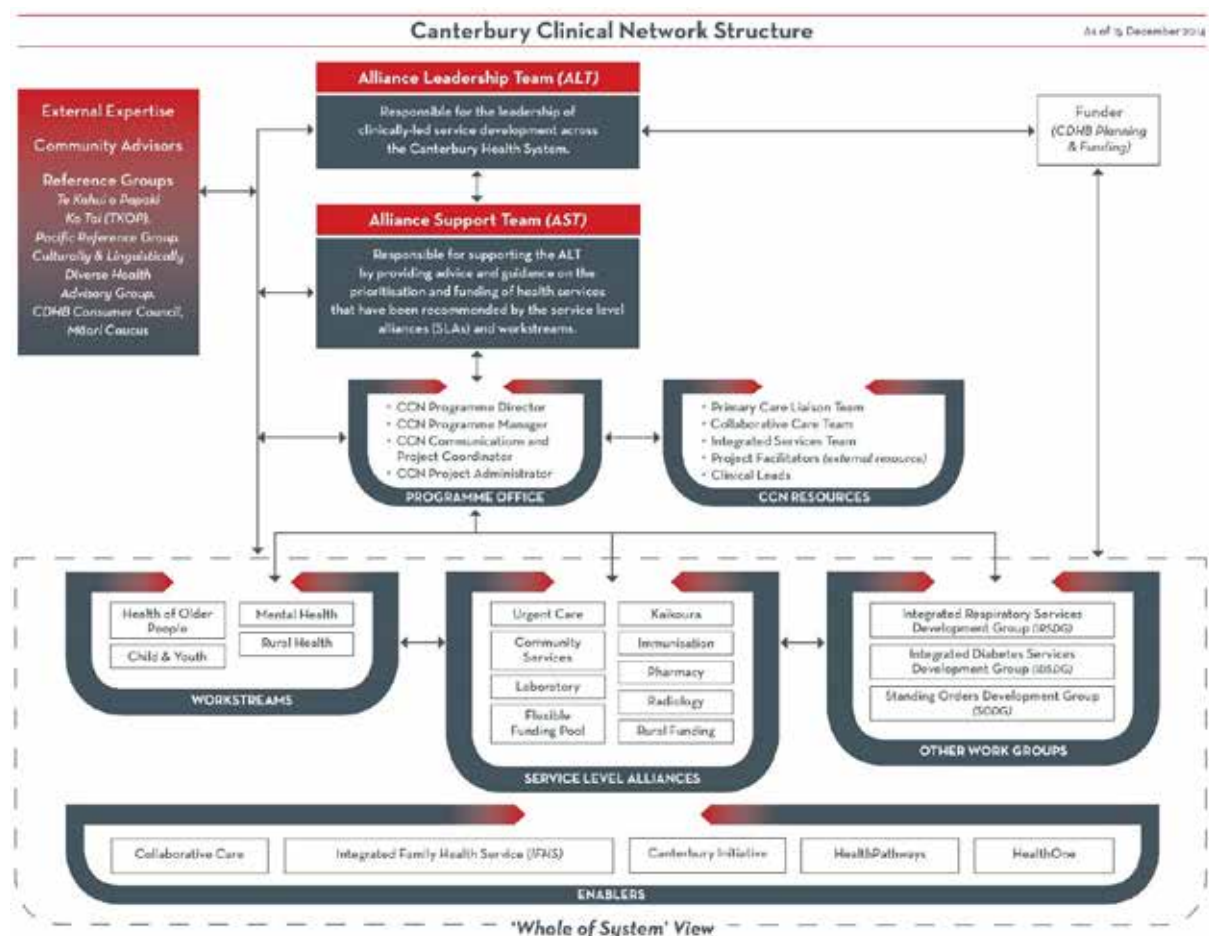 Canterbury Clinical Network Structure
As of 15 December 2014
External Expertise
Community Advisors
Reference Groups
Te Kahui o Papaki
Ka Tai (TKOP),
Pacific Reference Group,
Culturally & Linguistically
Diverse Health
Advisory Group,
CDHB Consumer Council,
Māori Caucus
Alliance Leadership Team (ALT)
Responsible for the leadership of
clinically-led service development across
the Canterbury Health System.
Funder
(CDHB Planning
& Funding)
Alliance Support Team (AST)
Responsible for supporting the ALT
by providing advice and guidance on the
prioritisation and funding of health services
that have been recommended by the service level
alliances (SLAs) and workstreams.
• CCN Programme Director
• CCN Programme Manager
• CCN Communications and
Project Coordinator
• CCN Project Administrator
PROGRAMME OFFICE
• Primary Care Liaison Team
• Collaborative Care Team
• Integrated Services Team
• Project Facilitators (external resource)
• Clinical Leads
CCN RESOURCES
Health of Older
People
Child & Youth
Mental Health
Rural Health
WORKSTREAMS
Urgent Care
Community
Services
Laboratory
Flexible
Funding Pool
Kaikoura
Immunisation
Pharmacy
Radiology
Rural Funding
SERVICE LEVEL ALLIANCES
Integrated Respiratory Services
Development Group (IRSDG)
Integrated Diabetes Services
Development Group (IDSDG)
Standing Orders Development Group
(SODG)
OTHER WORK GROUPS
Collaborative Care
Integrated Family Health Service (IFHS)
Canterbury Initiative
HealthPathways
HealthOne
ENABLERS
'Whole of System' View